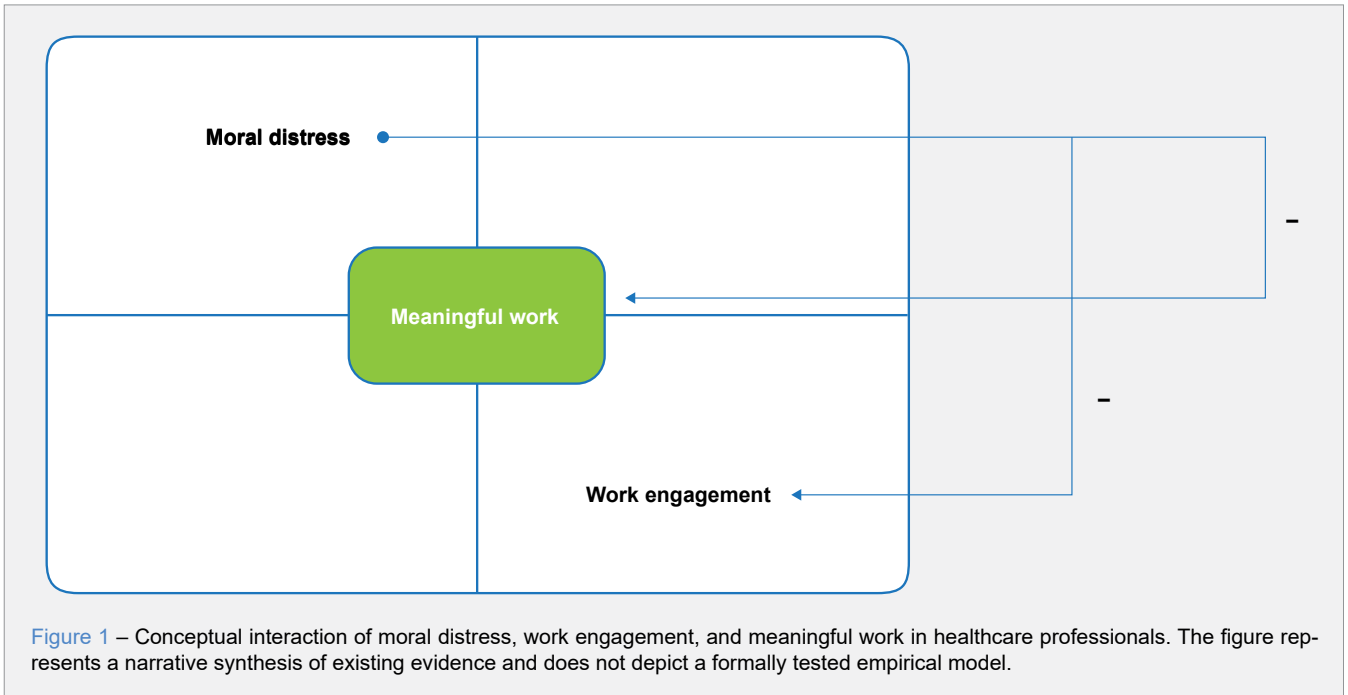 Moral distress
–
Meaningful work
–
Work engagement
Figure 1 – Conceptual interaction of moral distress, work engagement, and meaningful work in healthcare professionals. The figure rep-
resents a narrative synthesis of existing evidence and does not depict a formally tested empirical model.